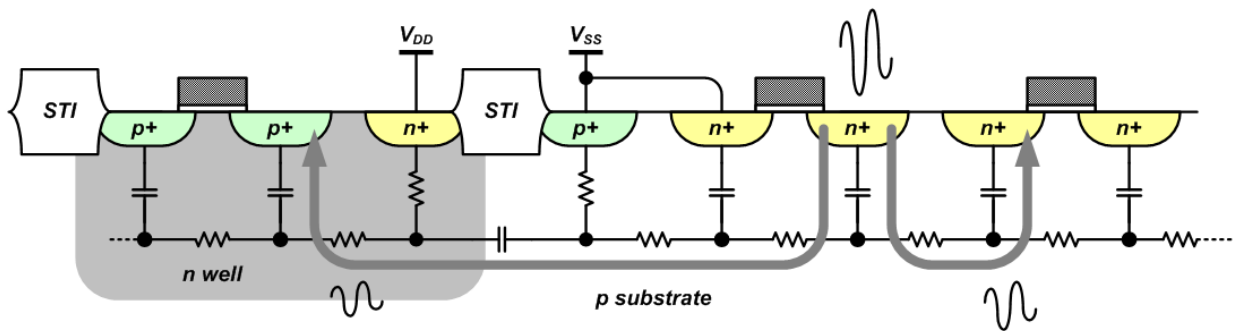 V_DD
V_SS
STI
STI
p+
p+
n+
p+
n+
n+
n+
n+
n well
p substrate